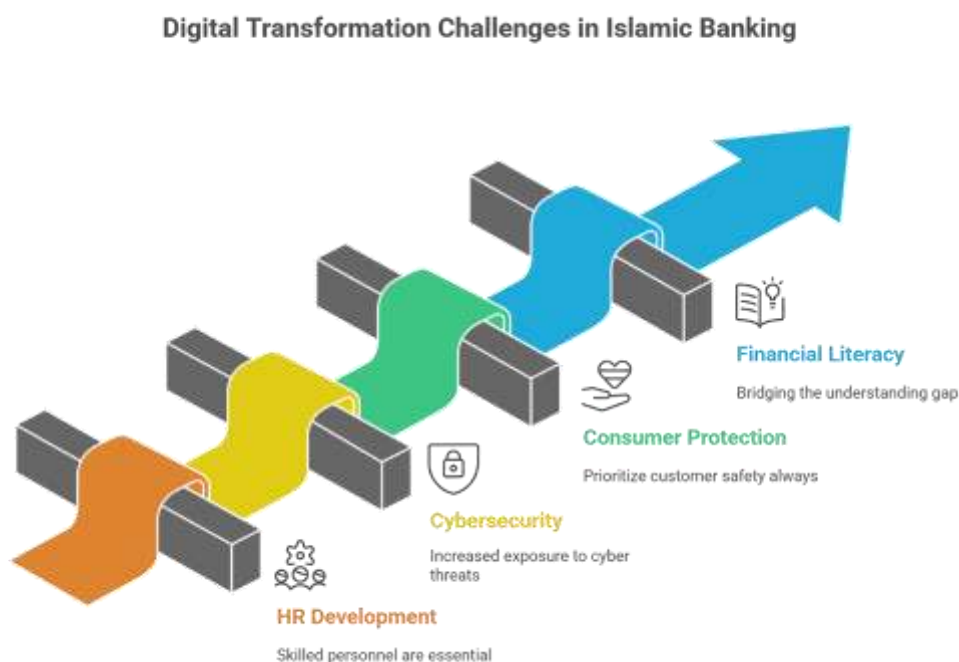 Digital Transformation Challenges in Islamic Banking
Financial Literacy
Bridging the understanding gap
Consumer Protection
Prioritize customer safety always
Cybersecurity
Increased exposure to cyber
threats
HR Development
Skilled personnel are essential